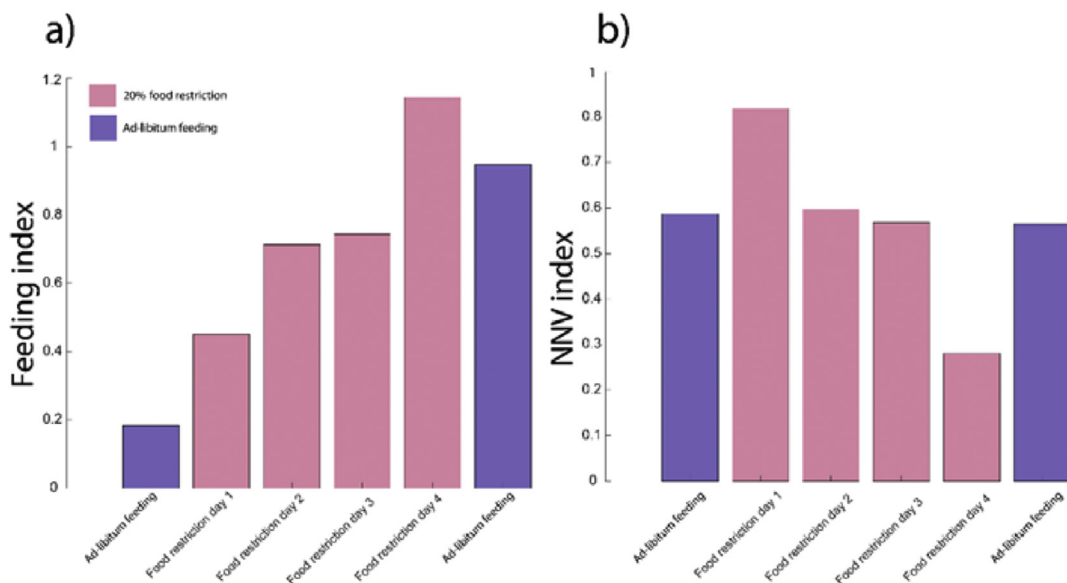 a)
Feeding index
1.2
1
0.8
0.6
0.4
0.2
0
20% food restriction
Ad-libitum feeding
Ad-libitum feeding
Food restriction day 1
Food restriction day 2
Food restriction day 3
Food restriction day 4
Ad-libitum feeding
b)
NNV index
1
0.8
0.8
0.7
0.6
0.5
0.4
0.3
0.2
0.1
0
Ad-libitum feeding
Food restriction day 1
Food restriction day 2
Food restriction day 3
Food restriction day 4
Ad-libitum feeding